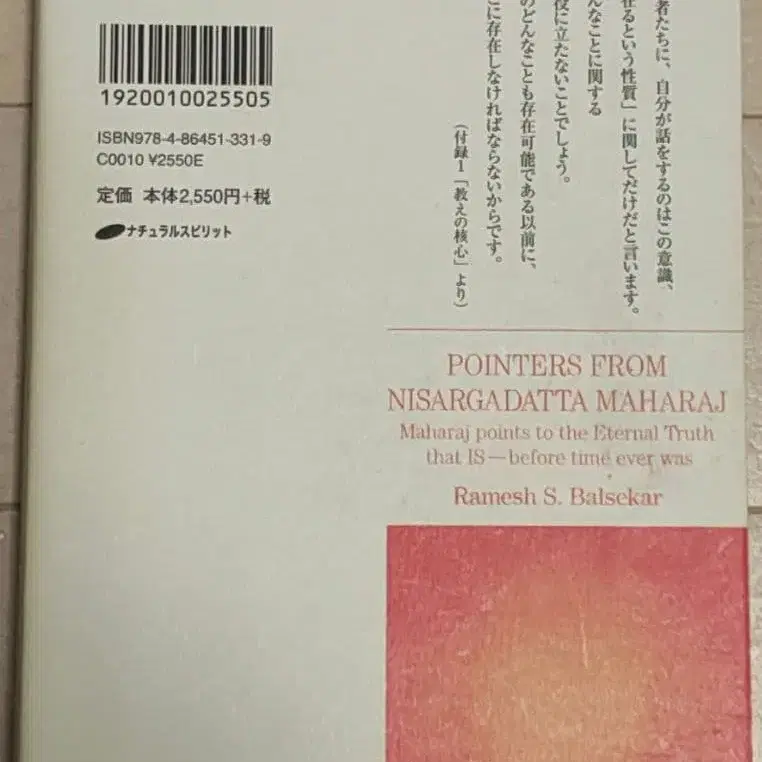 1920010025505
ISBN978-4-86451-331-9
C0010 ¥2550E
定価 本体2,550円+税
ナチュラルスピリット
者たちに、自分が話をするのはこの意識、
在るという性質」に関してだけだと言います。
んなことに関する
役に立たないことでしょう。
のどんなことも存在可能である以前に、
こに存在しなければならないからです。
(付録1「教えの核心」より)
POINTERS FROM
NISARGADATTA MAHARAJ
Maharaj points to the Eternal Truth
that IS—before time ever was
Ramesh S. Balsekar